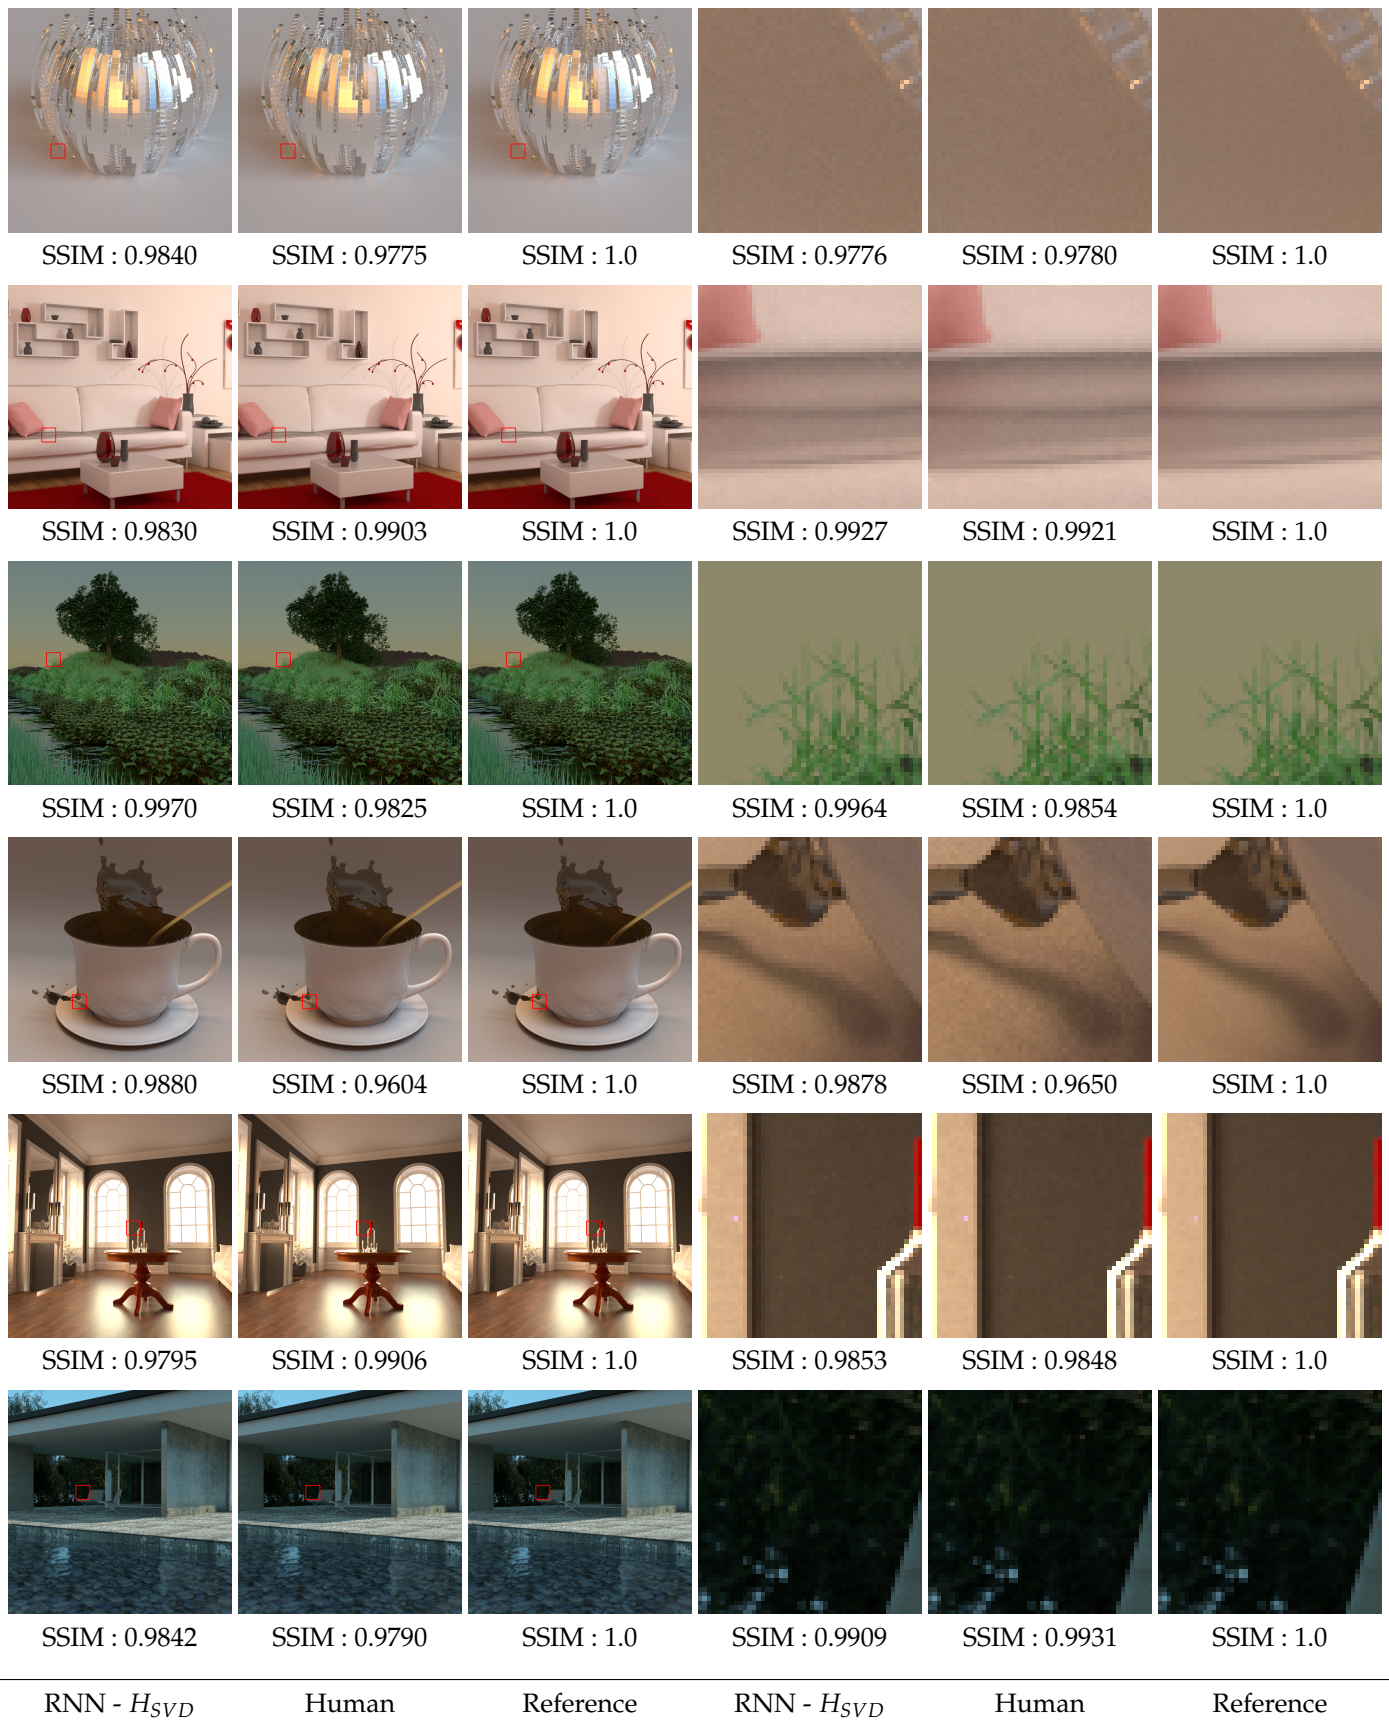 SSIM : 0.9840 SSIM : 0.9775 SSIM : 1.0 SSIM : 0.9776 SSIM : 0.9780 SSIM : 1.0
SSIM : 0.9830 SSIM : 0.9903 SSIM : 1.0 SSIM : 0.9927 SSIM : 0.9921 SSIM : 1.0
SSIM : 0.9970 SSIM : 0.9825 SSIM : 1.0 SSIM : 0.9964 SSIM : 0.9854 SSIM : 1.0
SSIM : 0.9880 SSIM : 0.9604 SSIM : 1.0 SSIM : 0.9878 SSIM : 0.9650 SSIM : 1.0
SSIM : 0.9795 SSIM : 0.9906 SSIM : 1.0 SSIM : 0.9853 SSIM : 0.9848 SSIM : 1.0
SSIM : 0.9842 SSIM : 0.9790 SSIM : 1.0 SSIM : 0.9909 SSIM : 0.9931 SSIM : 1.0
RNN - H_SVD Human Reference RNN - H_SVD Human Reference